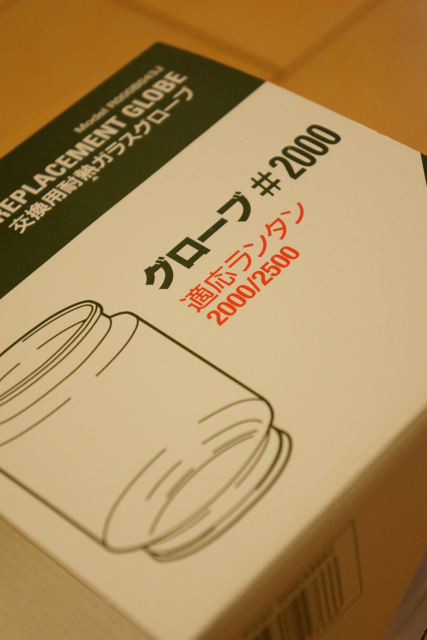 Model
REPLACEMENT GLOBE
交換用耐熱ガラスグローブ
グローブ #2000
適応ランタン
2000/2500